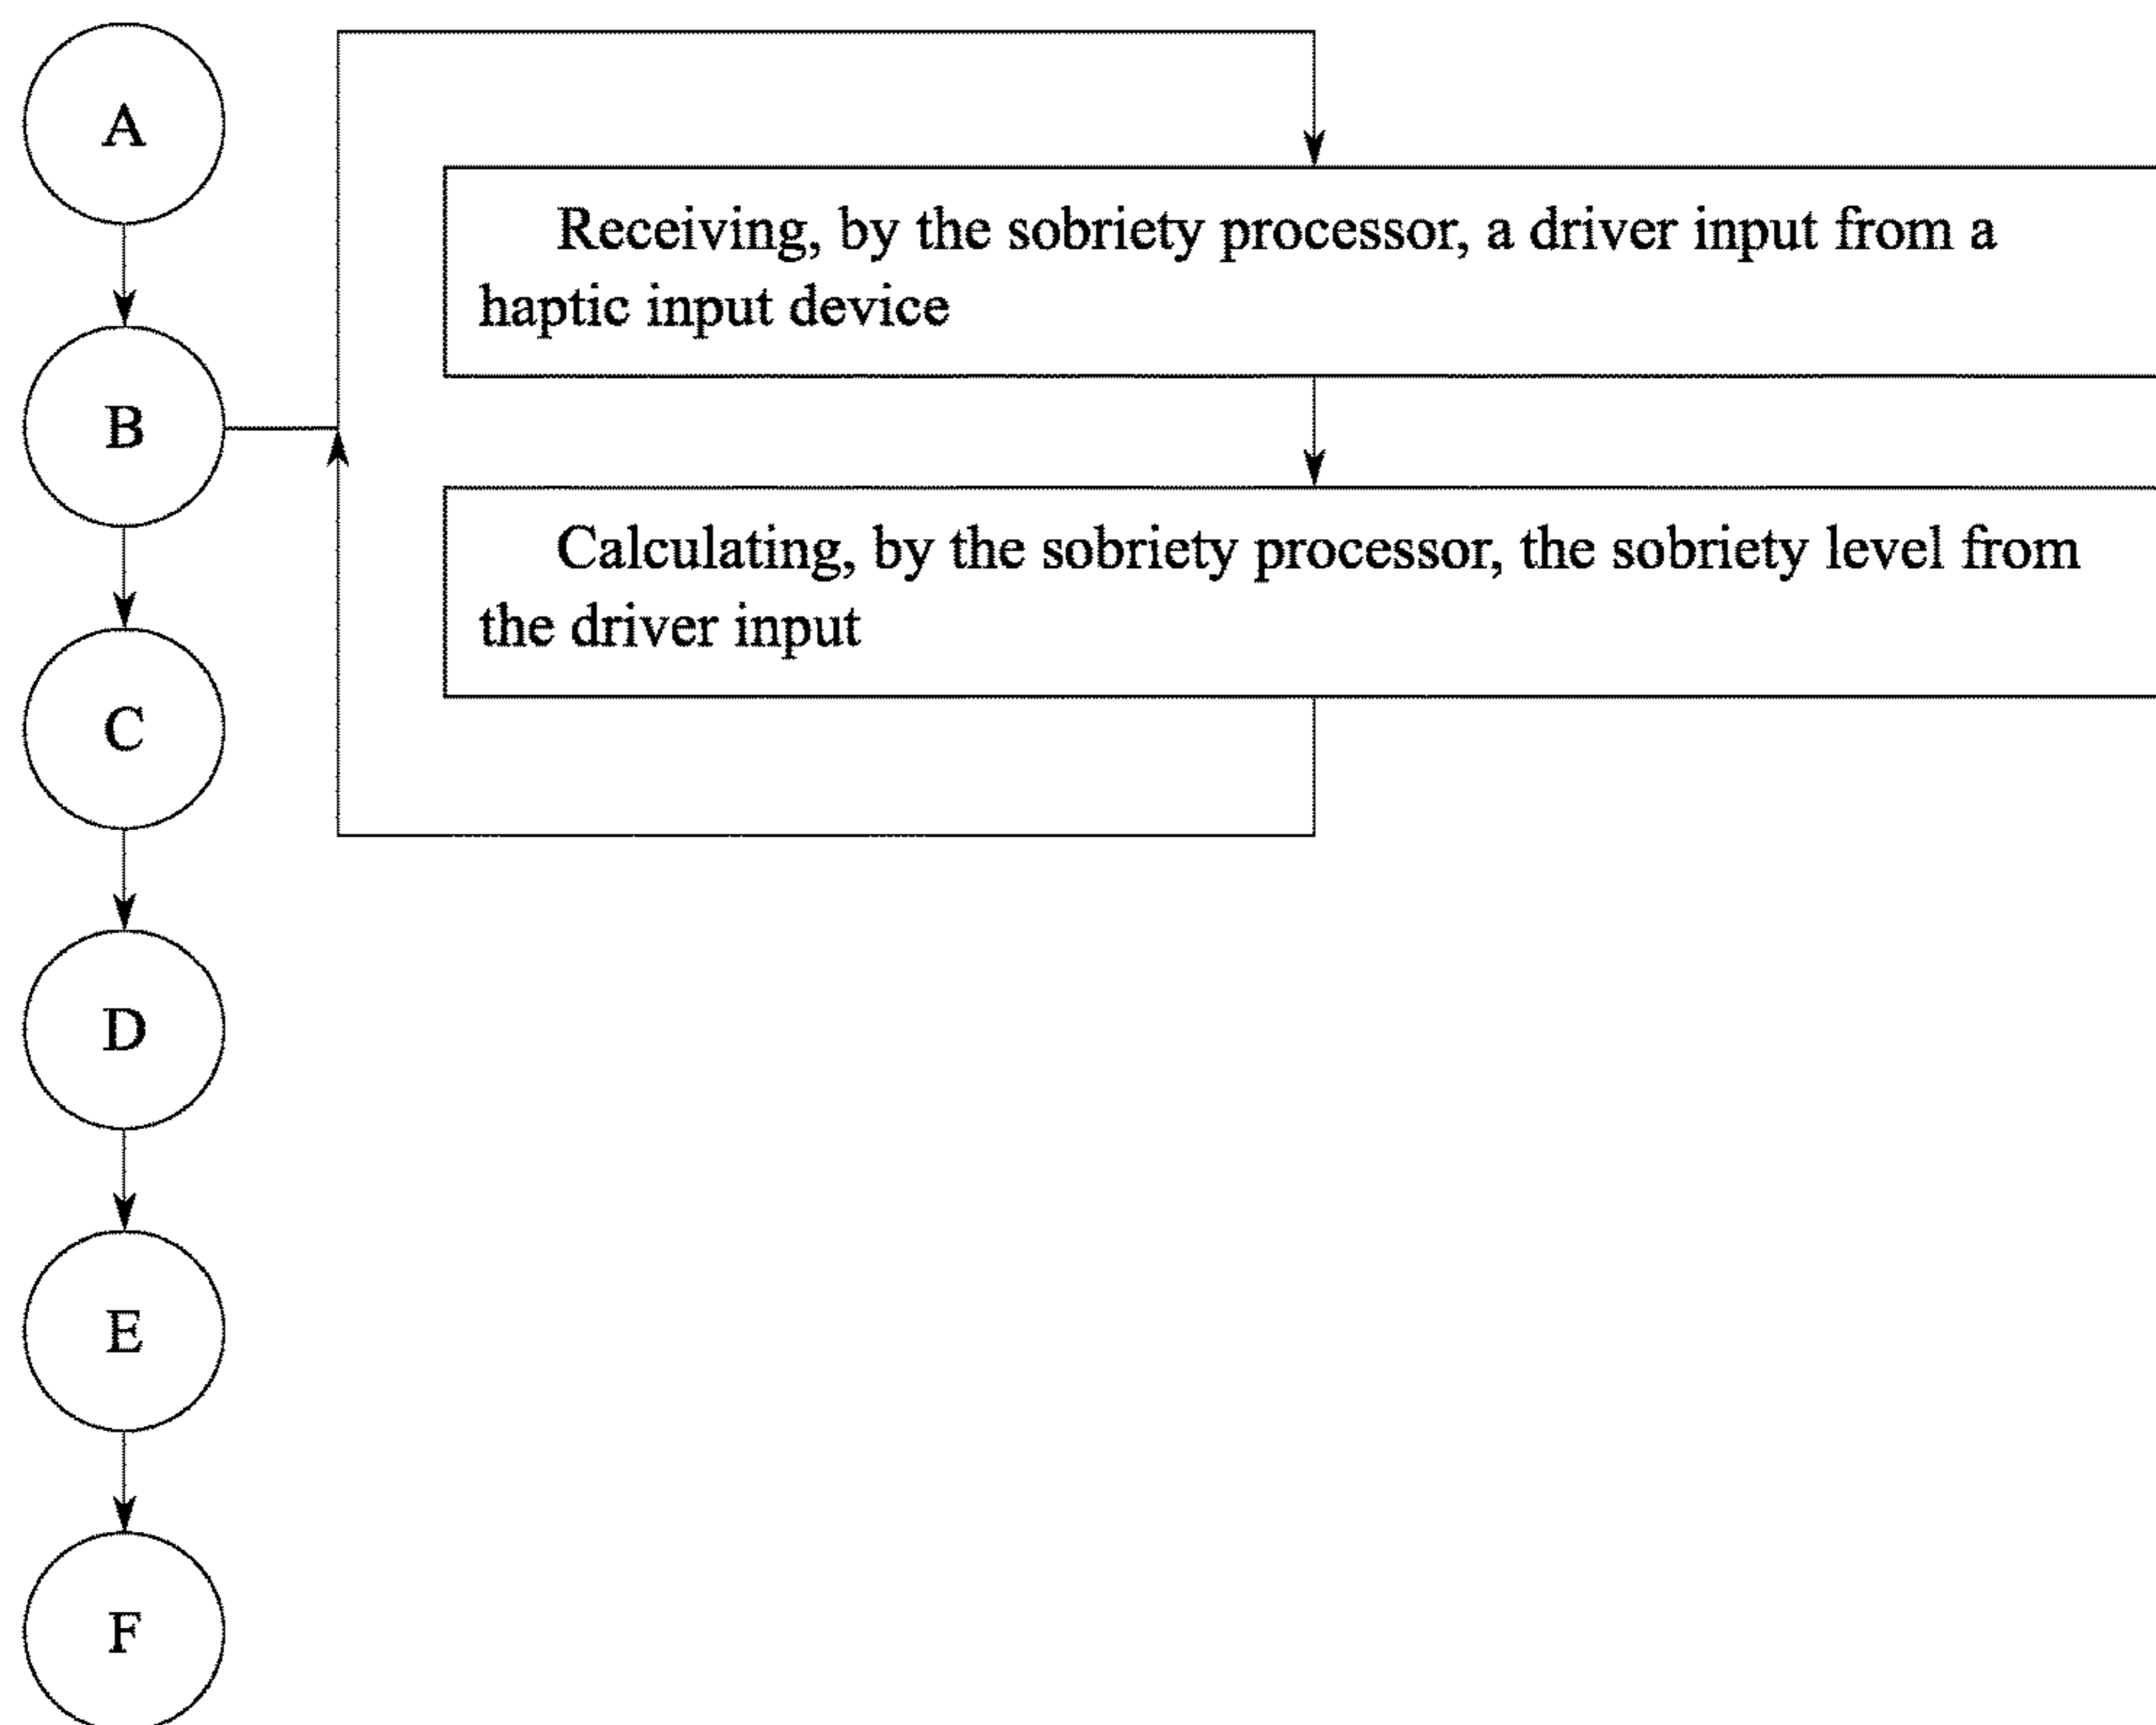 A
Receiving, by the sobriety processor, a driver input from a
haptic input device
B
Calculating, by the sobriety processor, the sobriety level from
the driver input
C
D
E
F